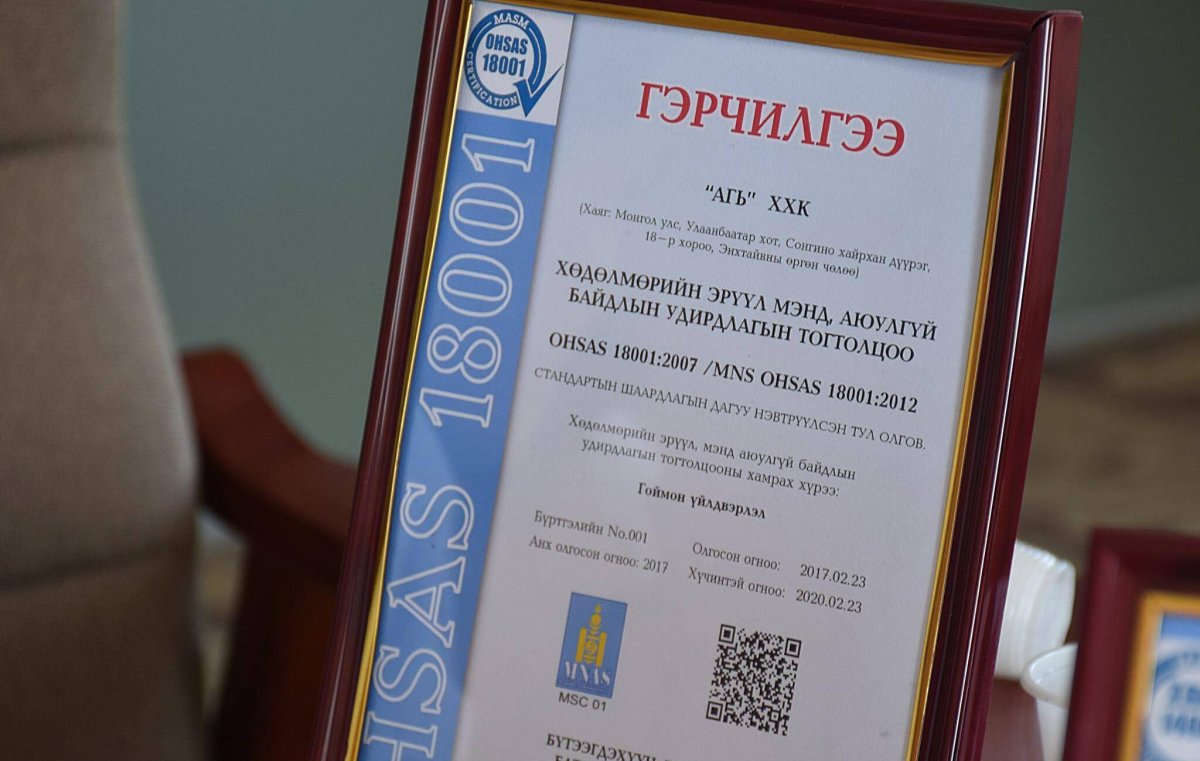 MASM
OHSAS
18001
CERTIFICATION
HSAS 18001
ГЭРЧИЛГЭЭ
"АГЬ" ХХК
(Хаяг: Монгол улс, Улаанбаатар хот, Сонгино хайрхан дүүрэг,
18-р хороо, Энхтайвны өргөн чөлөө)
ХӨДӨЛМӨРИЙН ЭРҮҮЛ МЭНД, АЮУЛГҮЙ
БАЙДЛЫН УДИРДЛАГЫН ТОГТОЛЦОО
OHSAS 18001:2007 /MNS OHSAS 18001:2012
СТАНДАРТЫН ШААРДЛАГЫН ДАГУУ НЭВТРҮҮЛСЭН ТУЛ ОЛГОВ.
Хөдөлмөрийн эрүүл, мэнд аюулгүй байдлын
удирдлагын тогтолцооны хамрах хүрээ:
Гоймон үйлдвэрлэл
Бүртгэлийн No.001
Анх олгосон огноо: 2017
Олгосон огноо: 2017.02.23
Хүчинтэй огноо: 2020.02.23
MNAS
MSC 01
БҮТЭЭГДЭХҮҮН